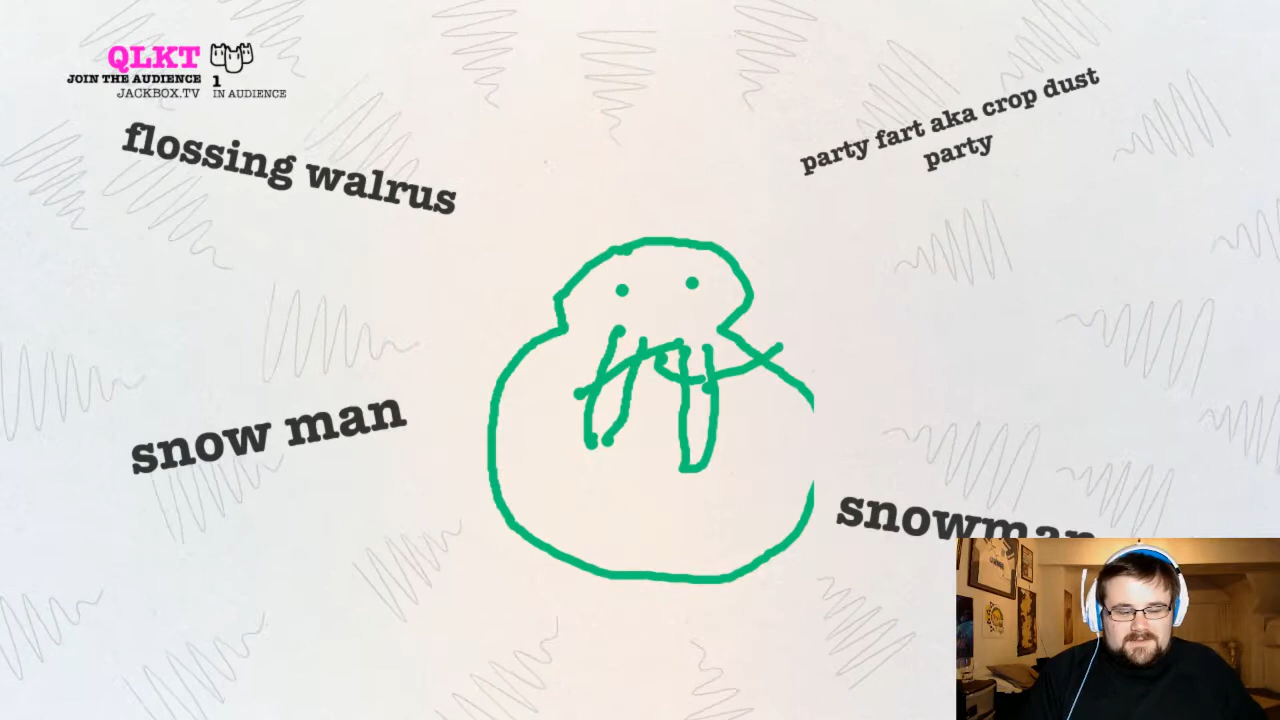 QLKT
JOIN THE AUDIENCE 1
JACKBOX.TV IN AUDIENCE
flossing walrus
party fart aka crop dust
party
snow man
snowman